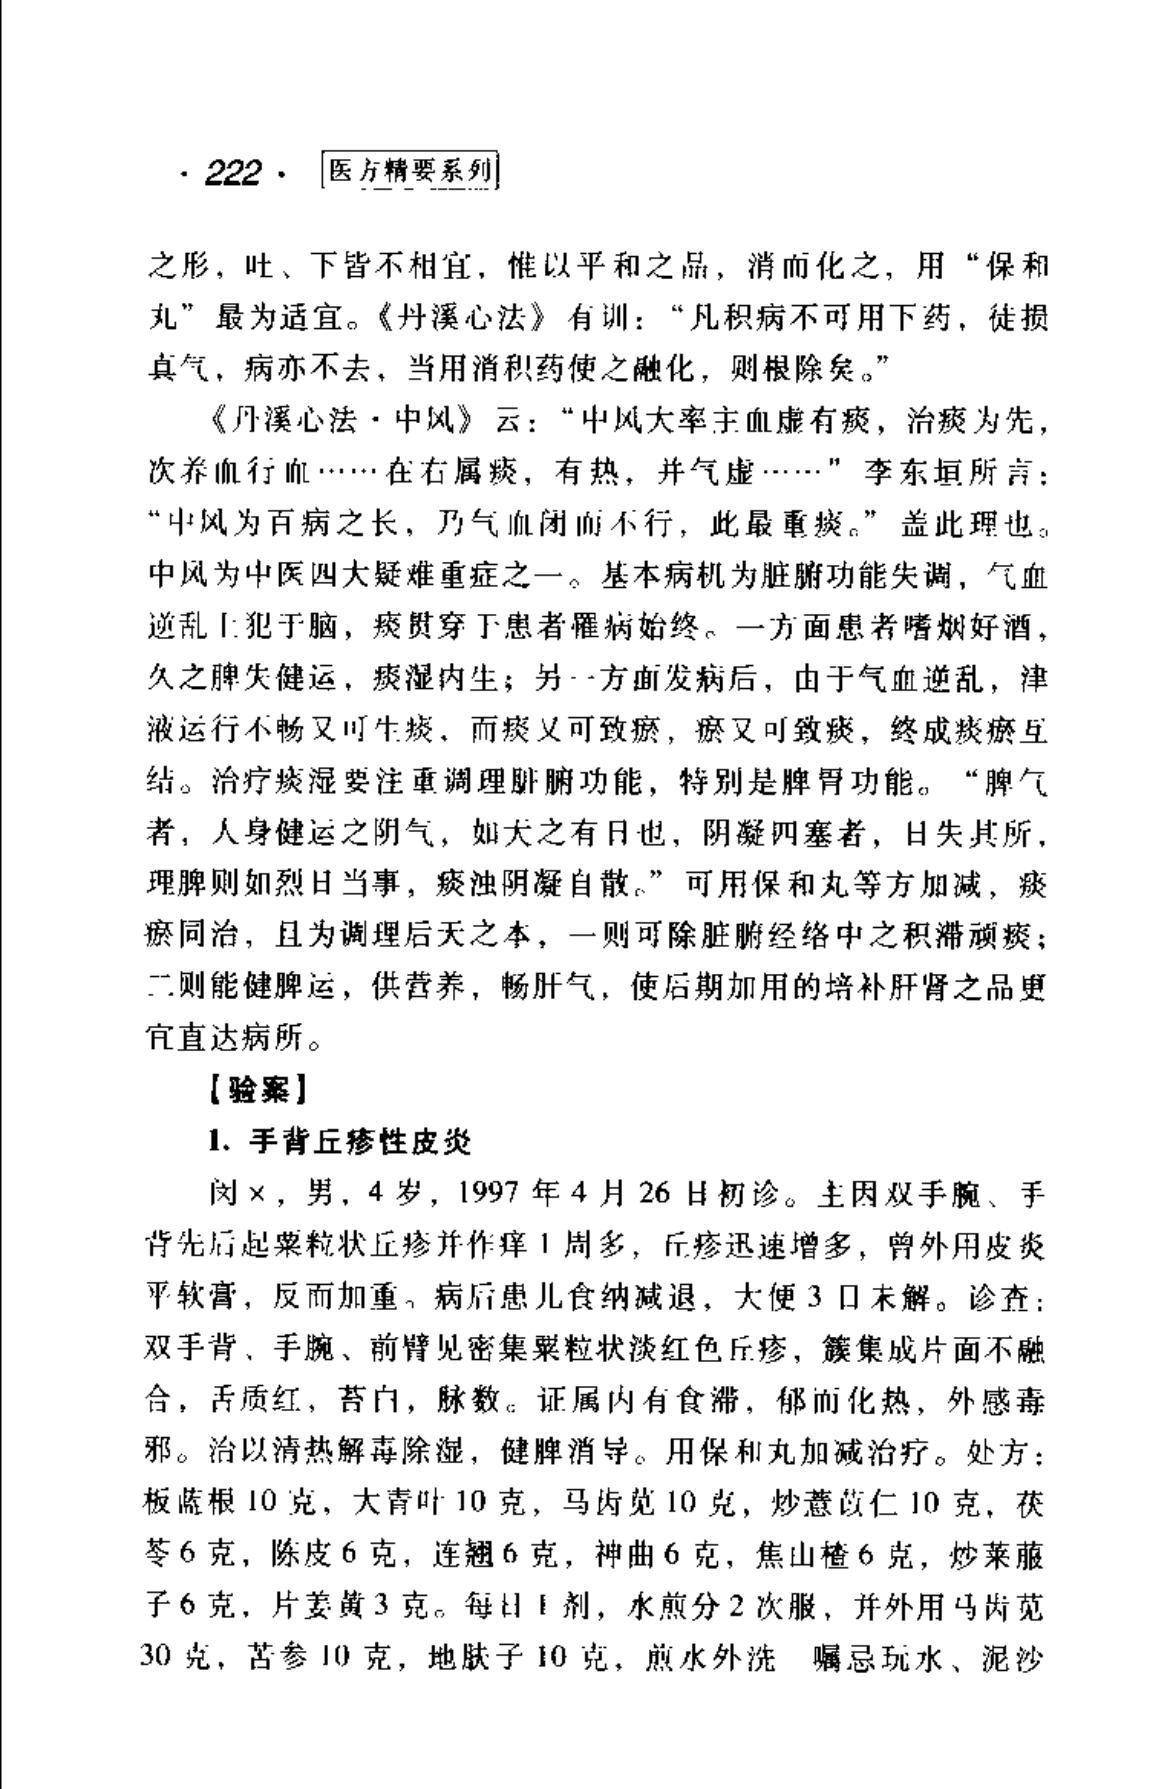 ·222· 医方精要系列
之形，吐、下皆不相宜，惟以平和之品，消而化之，用“保和
丸”最为适宜。《丹溪心法》有训：“凡积病不可用下药，徒损
真气，病亦不去，当用消积药使之融化，则根除矣。”
《丹溪心法·中风》云：“中风大率主血虚有痰，治痰为先，
次养血行血……在右属痰，有热，并气虚……”李东垣所言：
“中风为百病之长，乃气血闭而不行，此最重痰。”盖此理也。
中风为中医四大疑难重症之一。基本病机为脏腑功能失调，气血
逆乱上犯于脑，痰贯穿于患者罹病始终。一方面患者嗜烟好酒，
久之脾失健运，痰湿内生；另一方面发病后，由于气血逆乱，津
液运行不畅又可生痰，而痰又可致瘀，瘀又可致痰，终成痰瘀互
结。治疗痰湿要注重调理脏腑功能，特别是脾胃功能。“脾气
者，人身健运之阴气，如天之有日也，阴凝四塞者，日失其所，
理脾则如烈日当事，痰浊阴凝自散。”可用保和丸等方加减，痰
瘀同治，且为调理后天之本，一则可除脏腑经络中之积滞顽痰；
二则能健脾运，供营养，畅肝气，使后期加用的培补肝肾之品更
宜直达病所。
【验案】
1. 手背丘疹性皮炎
闵×，男，4岁，1997年4月26日初诊。主因双手腕、手
背先后起粟粒状丘疹并作痒1周多，丘疹迅速增多，曾外用皮炎
平软膏，反而加重。病后患儿食纳减退，大便3日未解。诊查：
双手背、手腕、前臂见密集粟粒状淡红色丘疹，簇集成片面不融
合，舌质红，苔白，脉数。证属内有食滞，郁而化热，外感毒
邪。治以清热解毒除湿，健脾消导。用保和丸加减治疗。处方：
板蓝根10克，大青叶10克，马齿苋10克，炒薏苡仁10克，茯
苓6克，陈皮6克，连翘6克，神曲6克，焦山楂6克，炒莱菔
子6克，片姜黄3克。每日1剂，水煎分2次服，并外用马齿苋
30克，苦参10克，地肤子10克，煎水外洗 嘱忌玩水、泥沙